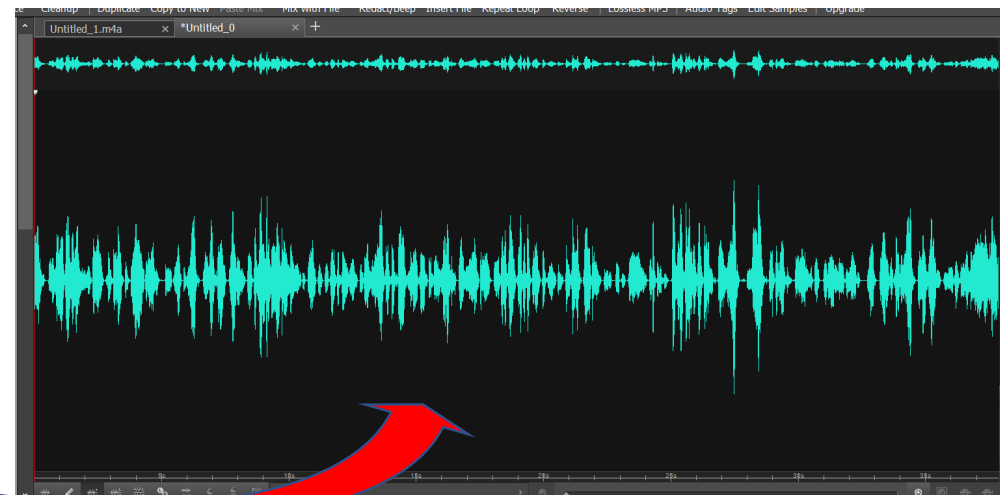 Cleanup | Duplicate Copy to New Paste Mix Mix With File Redact/Beep Insert File Repeat Loop Reverse | Lossless MP3 | Audio Tags Edit Samples | Upgrade
Untitled_1.m4a × *Untitled_0 × +
5s 10s 15s 20s 25s 30s 35s